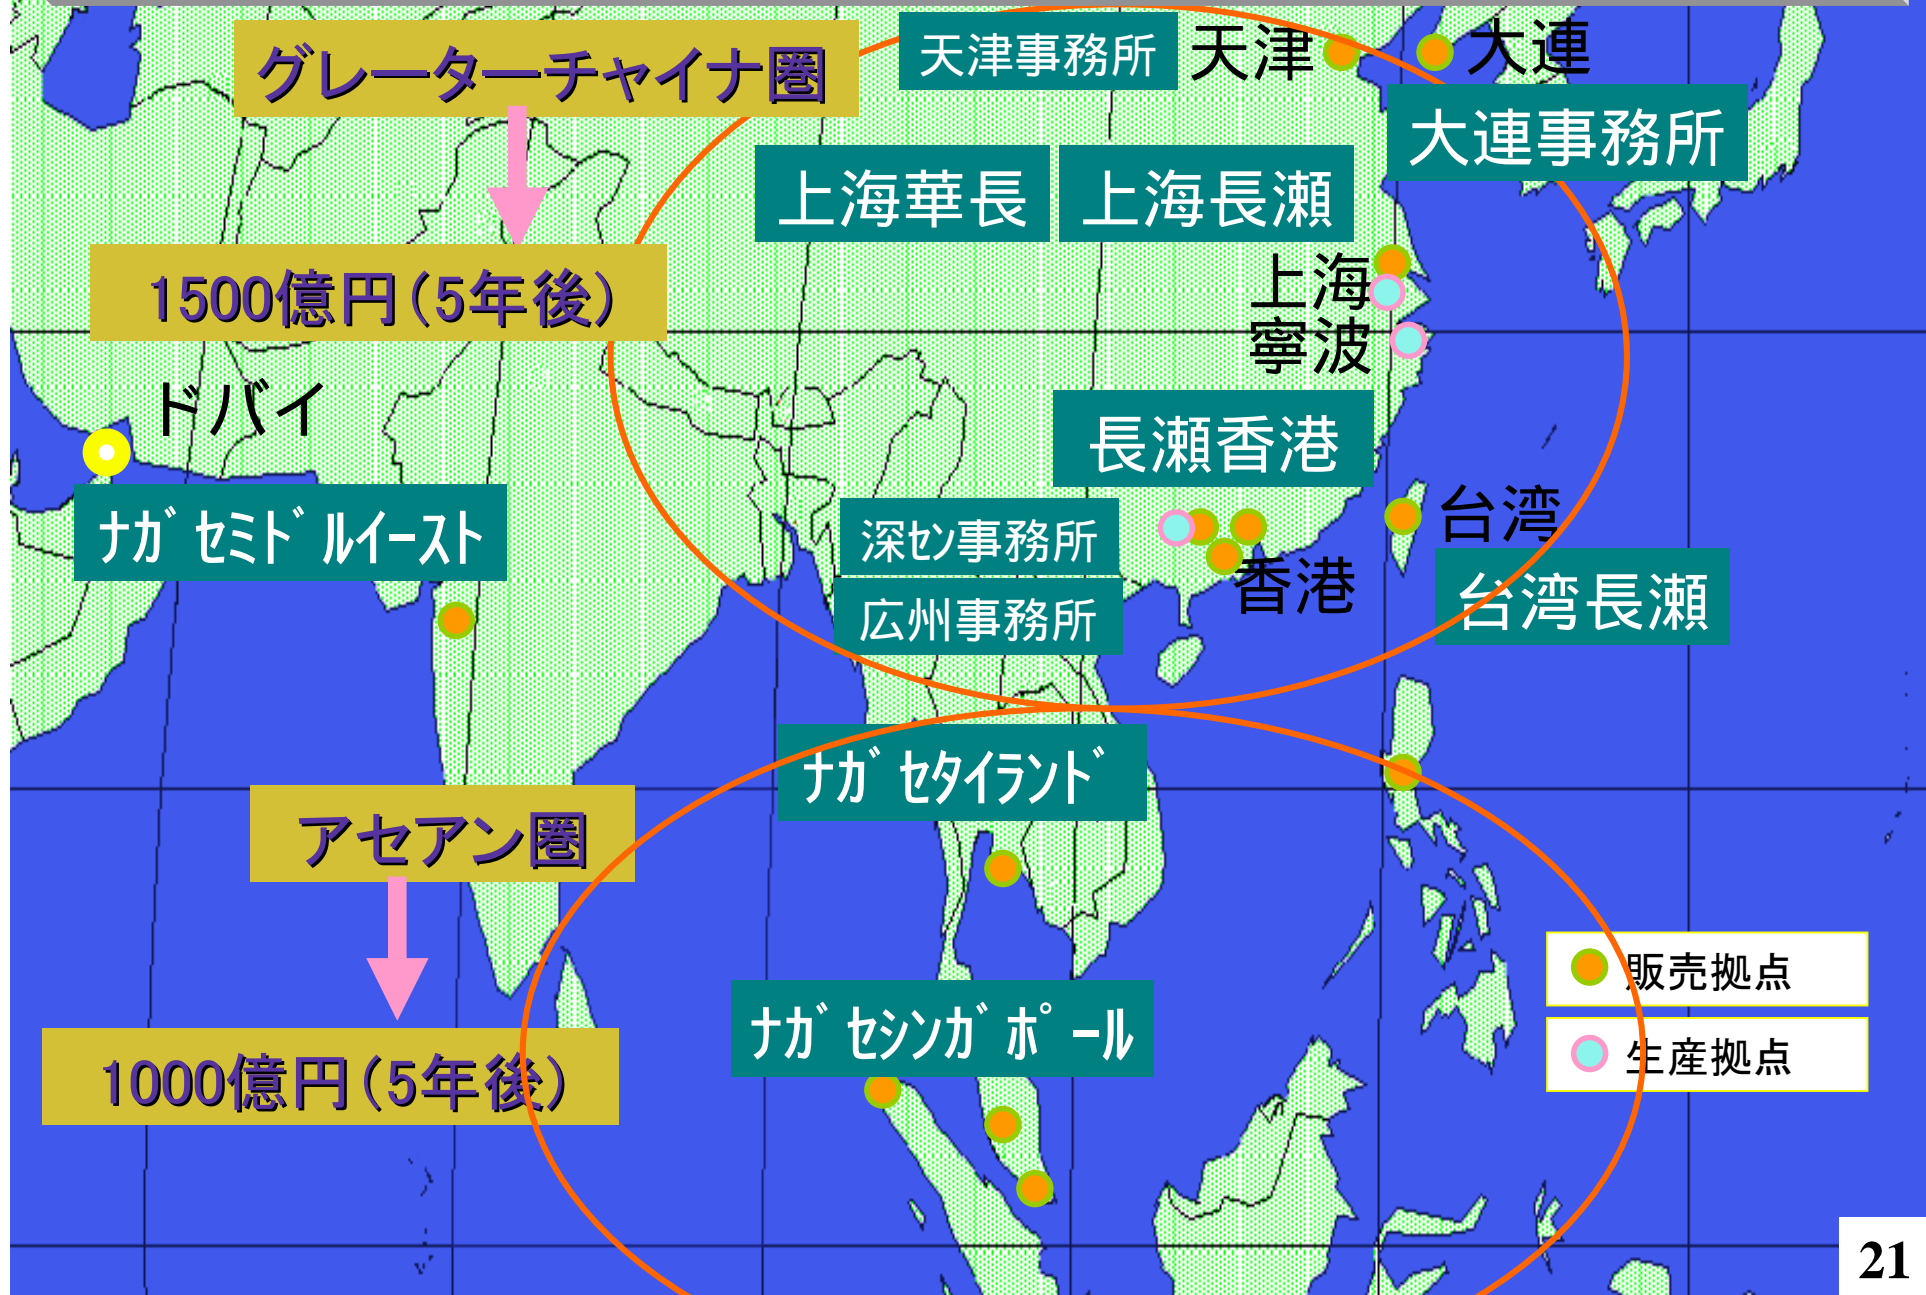 グレーターチャイナ圏
天津事務所
天津
大連
大連事務所
上海華長
上海長瀬
1500億円(5年後)
上海
寧波
ドバイ
長瀬香港
ﾅｶﾞｾﾐﾄﾞﾙｲｰｽﾄ
深ｾﾝ事務所
台湾
香港
広州事務所
台湾長瀬
ﾅｶﾞｾﾀｲﾗﾝﾄﾞ
アセアン圏
販売拠点
ﾅｶﾞｾｼﾝｶﾞﾎﾟｰﾙ
生産拠点
1000億円(5年後)
21